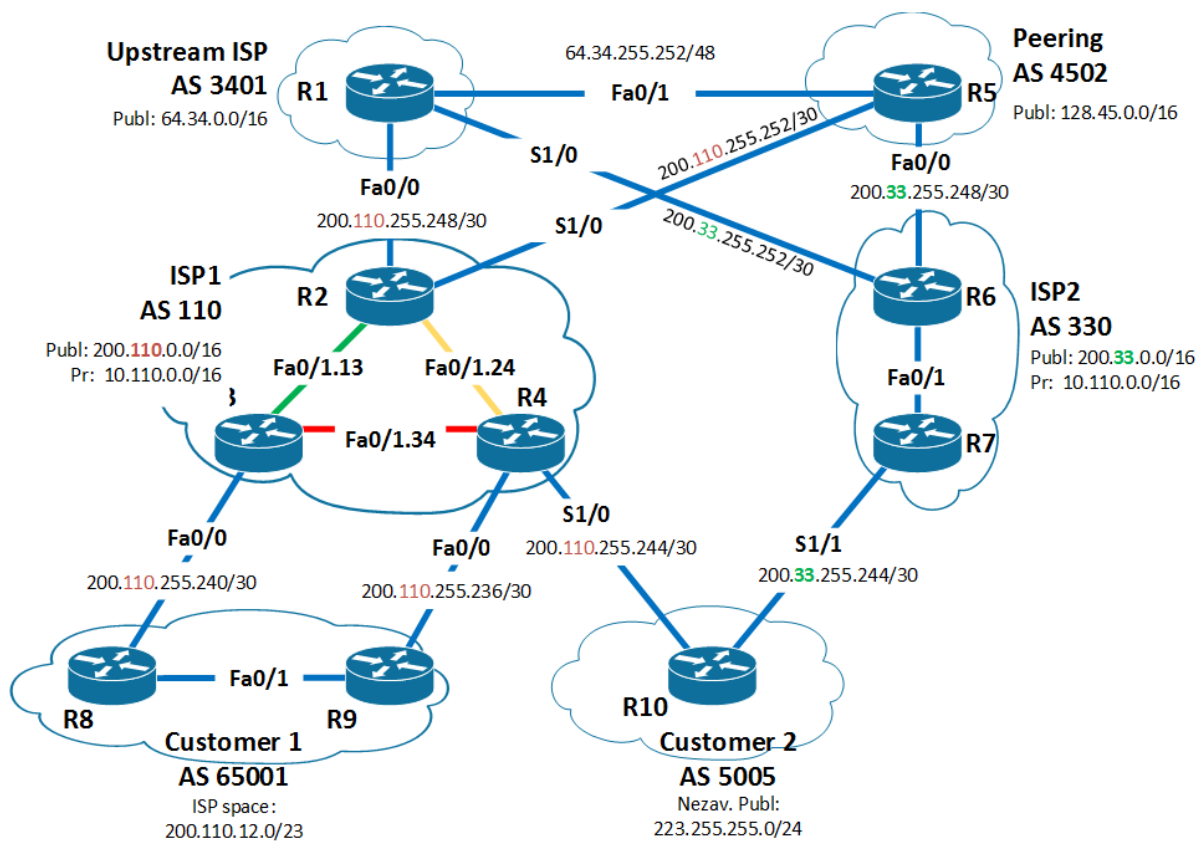 Upstream ISP
AS 3401
Publ: 64.34.0.0/16
R1
64.34.255.252/48
Fa0/1
Peering
AS 4502
Publ: 128.45.0.0/16
R5
S1/0
200.110.255.252/30
Fa0/0
200.33.255.248/30
Fa0/0
200.110.255.248/30
S1/0
200.33.255.252/30
ISP1
AS 110
Publ: 200.110.0.0/16
Pr: 10.110.0.0/16
R2
R6
ISP2
AS 330
Publ: 200.33.0.0/16
Pr: 10.110.0.0/16
Fa0/1.13
Fa0/1.24
Fa0/1
3
R4
Fa0/1.34
R7
Fa0/0
200.110.255.240/30
Fa0/0
200.110.255.236/30
S1/0
200.110.255.244/30
S1/1
200.33.255.244/30
Fa0/1
R8
R9
R10
Customer 1
AS 65001
ISP space:
200.110.12.0/23
Customer 2
AS 5005
Nezav. Publ:
223.255.255.0/24